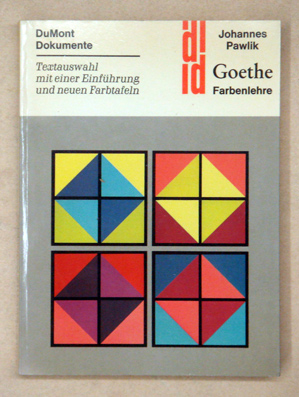 DuMont
Dokumente
Textauswahl
mit einer Einführung
und neuen Farbtafeln
Johannes
Pawlik
Goethe
Farbenlehre